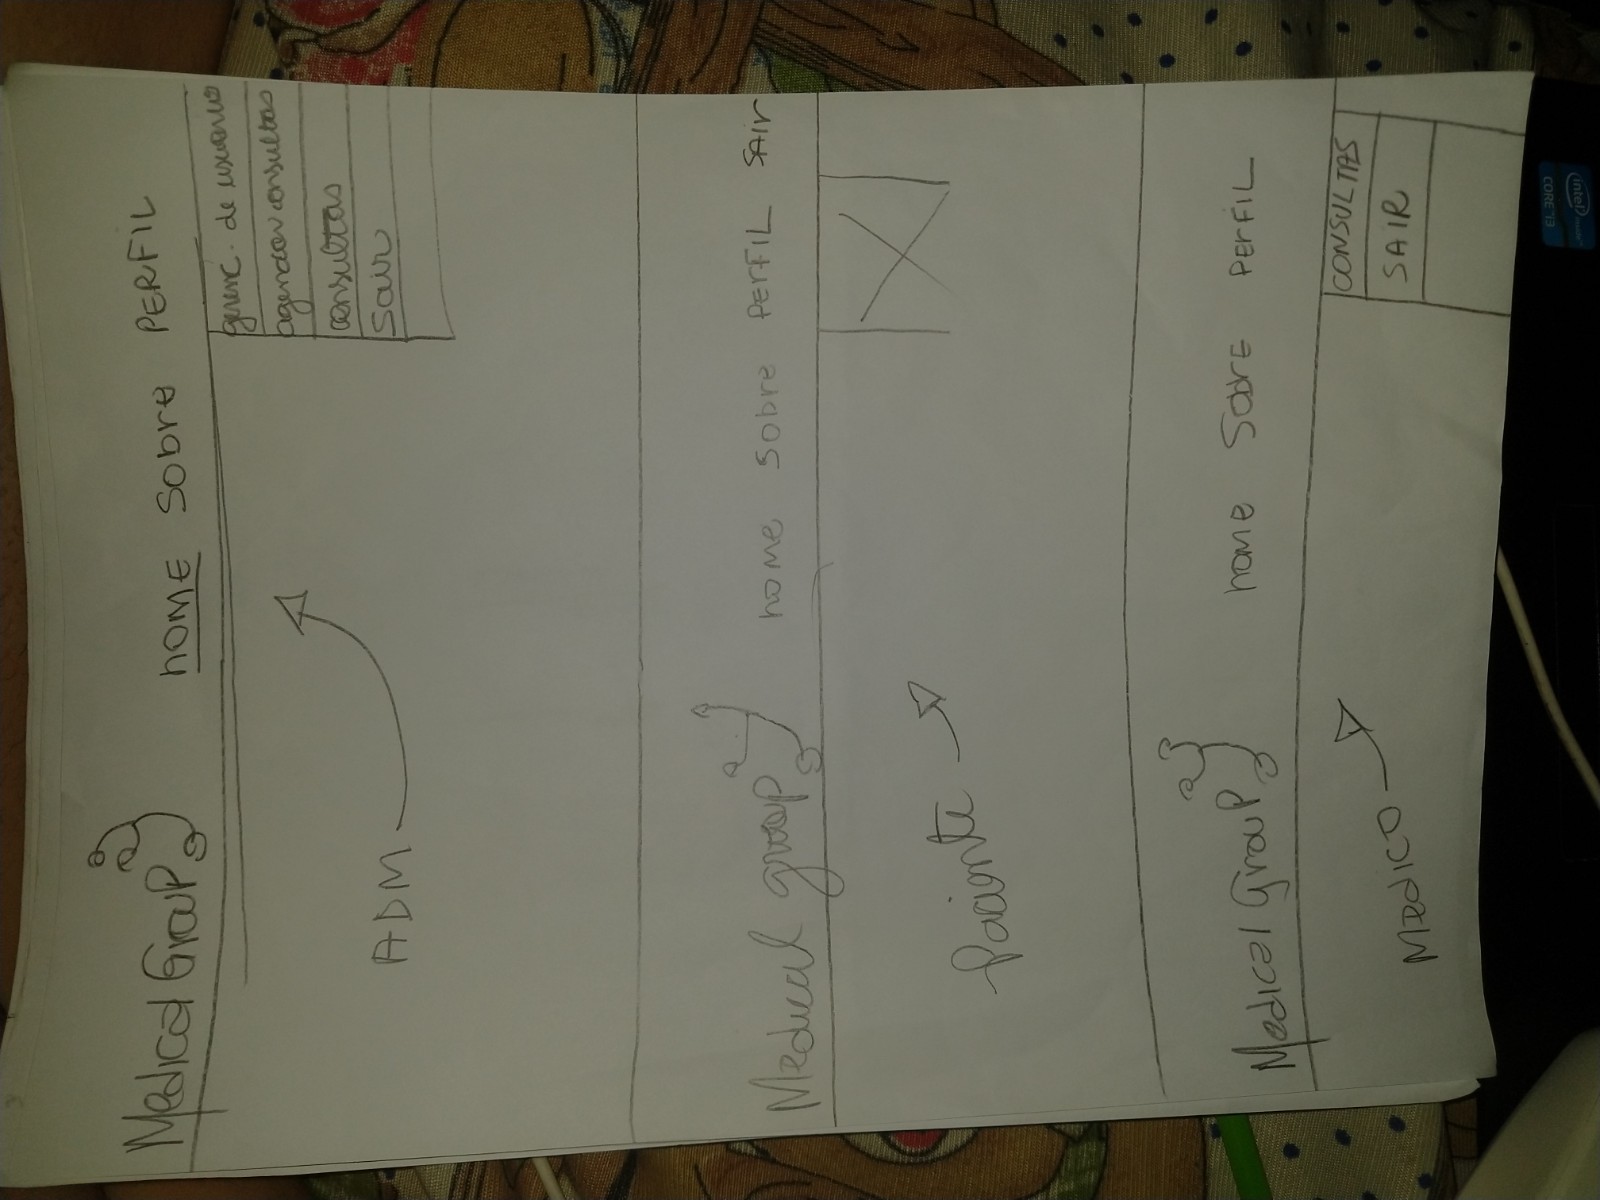 Medical Group home Sobre PERFIL
gerenc. de usuario
agendar consultas
consultas
Sair
ADM
Medical group home Sobre PERFIL SAIR
Paciente
Medical Group home Sobre PERFIL
CONSULTAS
SAIR
MEDICO
intel
CORE i3